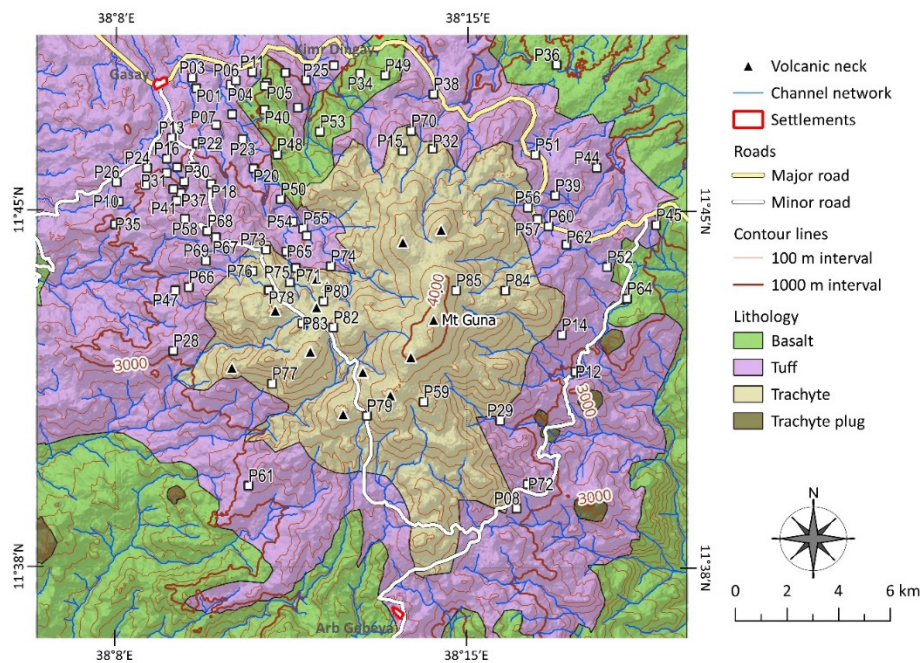 38°8'E
38°15'E
Kimr Dingay
P36
Gasay
P03
P06
P11
P25
P34
P49
P01
P04
P05
P38
P07
P40
P53
P70
P13
P22
P23
P15
P32
P16
P48
P51
P24
P44
P26
P31
P30
P18
P20
P10
P41
P37
P50
P56
P39
11°45'N
11°45'N
P35
P58
P68
P54
P55
P57
P60
P45
P69
P67
P73
P65
P62
P76
P75
P71
P74
P52
P47
P66
P78
P80
4000
P85
P84
P64
P83
P82
Mt Guna
P14
P28
3000
P12
P77
P59
3000
P79
P29
P61
P72
3000
P08
11°38'N
11°38'N
Arb Gebeya
38°8'E
38°15'E
Volcanic neck
Channel network
Settlements
Roads
Major road
Minor road
Contour lines
100 m interval
1000 m interval
Lithology
Basalt
Tuff
Trachyte
Trachyte plug
N
0 2 4 6 km